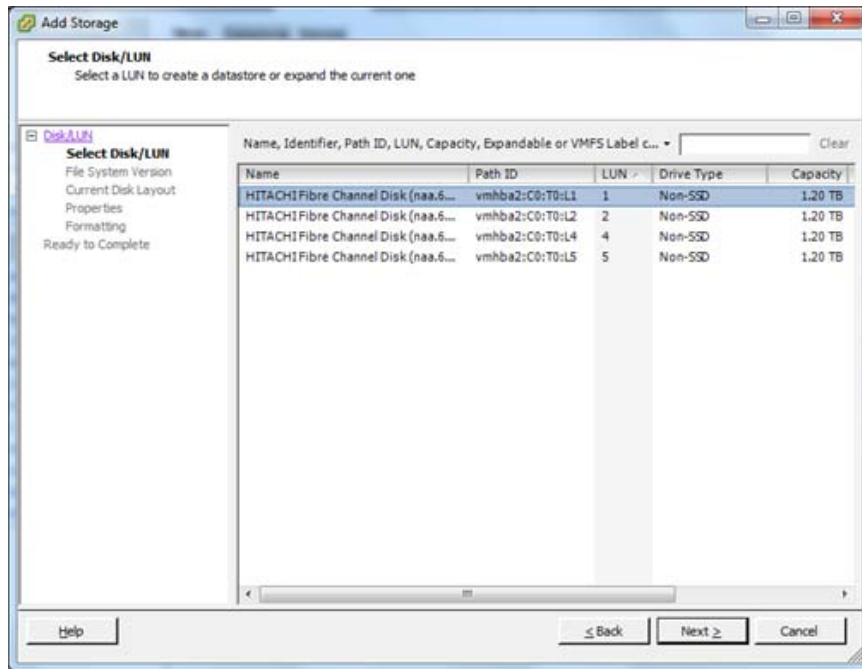 Add Storage
Select Disk/LUN
Select a LUN to create a datastore or expand the current one
Disk/LUN
Select Disk/LUN
File System Version
Current Disk Layout
Properties
Formatting
Ready to Complete
Name, Identifier, Path ID, LUN, Capacity, Expandable or VMFS Label c... Clear
Name Path ID LUN Drive Type Capacity
HITACHI Fibre Channel Disk (naa.6... vmhba2:C0:T0:L1 1 Non-SSD 1.20 TB
HITACHI Fibre Channel Disk (naa.6... vmhba2:C0:T0:L2 2 Non-SSD 1.20 TB
HITACHI Fibre Channel Disk (naa.6... vmhba2:C0:T0:L4 4 Non-SSD 1.20 TB
HITACHI Fibre Channel Disk (naa.6... vmhba2:C0:T0:L5 5 Non-SSD 1.20 TB
Help < Back Next > Cancel